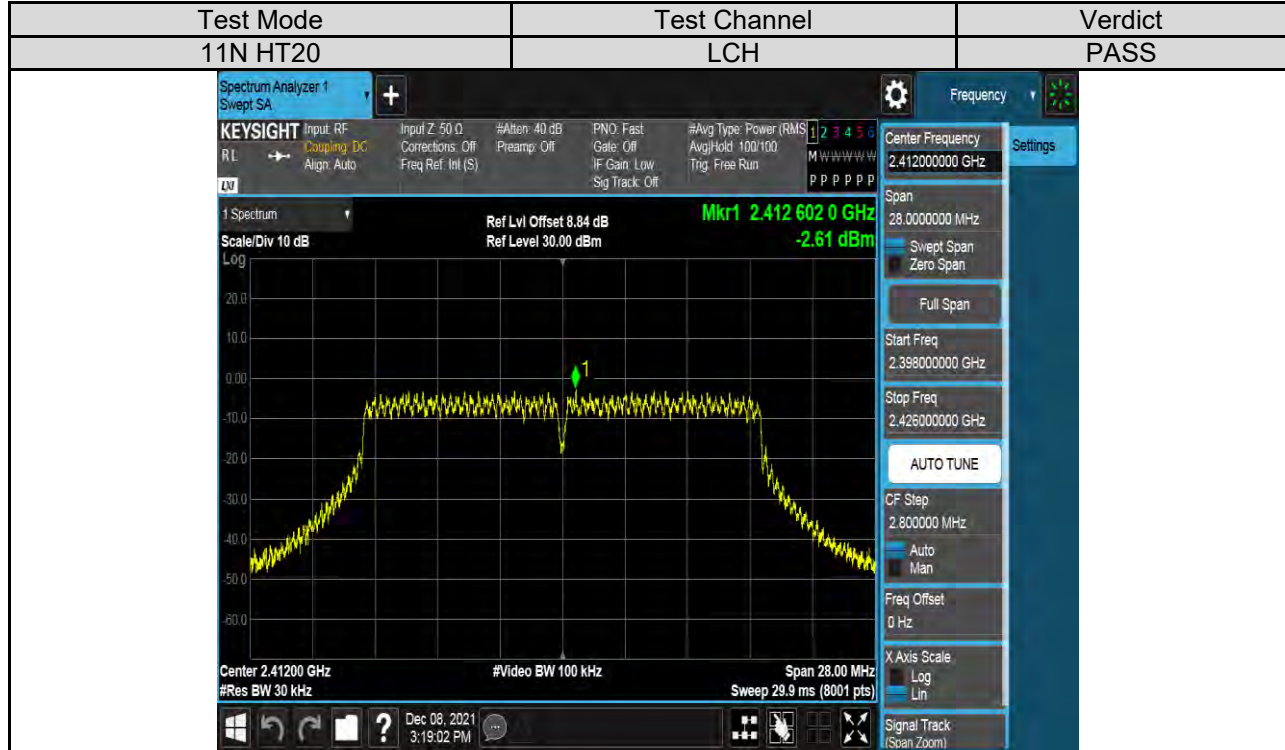 Test Mode Test Channel Verdict
11N HT20 LCH PASS
Spectrum Analyzer 1
Swept SA
+
Frequency
KEYSIGHT Input: RF Input Z: 50 Ω #Atten: 40 dB PNO: Fast #Avg Type: Power (RMS 1 2 3 4 5 6
RL Coupling: DC Corrections: Off Preamp: Off Gate: Off Avg|Hold: 100/100 M W W W W W
Align: Auto Freq Ref: Int (S) IF Gain: Low Trig: Free Run
LXI Sig Track: Off P P P P P P
1 Spectrum
Scale/Div 10 dB
Ref Lvl Offset 8.84 dB
Ref Level 30.00 dBm
Mkr1 2.412 602 0 GHz
-2.61 dBm
Log
20.0
10.0
0.00
-10.0
-20.0
-30.0
-40.0
-50.0
-60.0
1
Center 2.41200 GHz #Video BW 100 kHz Span 28.00 MHz
#Res BW 30 kHz Sweep 29.9 ms (8001 pts)
? Dec 08, 2021
3:19:02 PM
Center Frequency
2.412000000 GHz
Settings
Span
28.0000000 MHz
Swept Span
Zero Span
Full Span
Start Freq
2.398000000 GHz
Stop Freq
2.426000000 GHz
AUTO TUNE
CF Step
2.800000 MHz
Auto
Man
Freq Offset
0 Hz
X Axis Scale
Log
Lin
Signal Track
(Span Zoom)